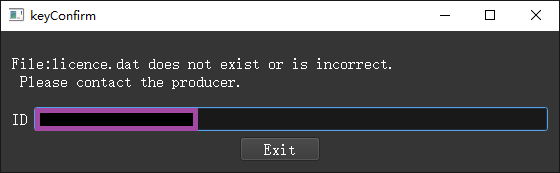 keyConfirm
File:licence.dat does not exist or is incorrect.
Please contact the producer.
ID
Exit